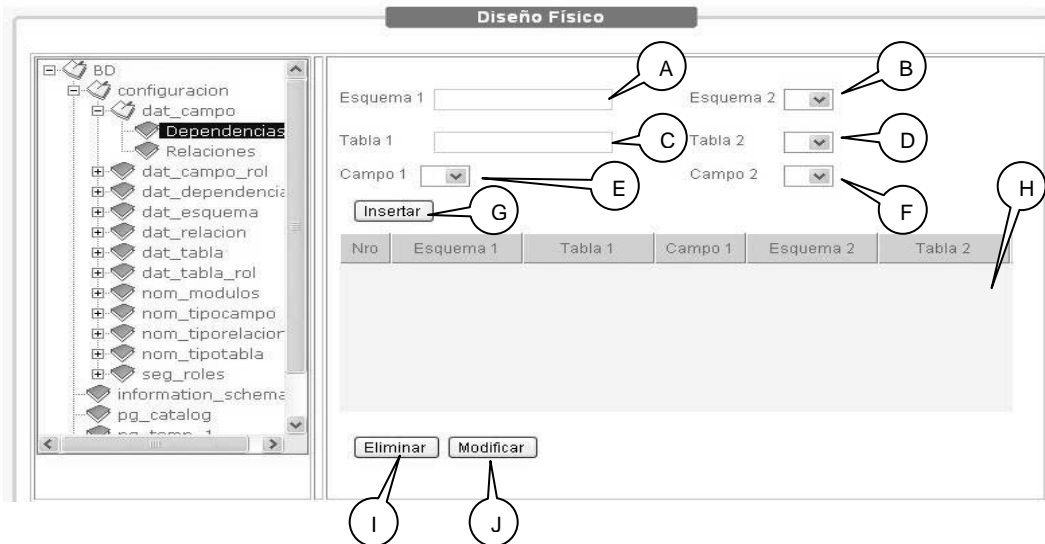 Diseño Físico
BD
configuracion
dat_campo
Dependencias
Relaciones
dat_campo_rol
dat_dependencia
dat_esquema
dat_relacion
dat_tabla
dat_tabla_rol
nom_modulos
nom_tipocampo
nom_tiporelacion
nom_tipotabla
seg_roles
information_schema
pg_catalog
Esquema 1
A
Esquema 2
B
Tabla 1
C
Tabla 2
D
Campo 1
E
Campo 2
F
Insertar
G
H
Nro Esquema 1 Tabla 1 Campo 1 Esquema 2 Tabla 2
Eliminar Modificar
I J